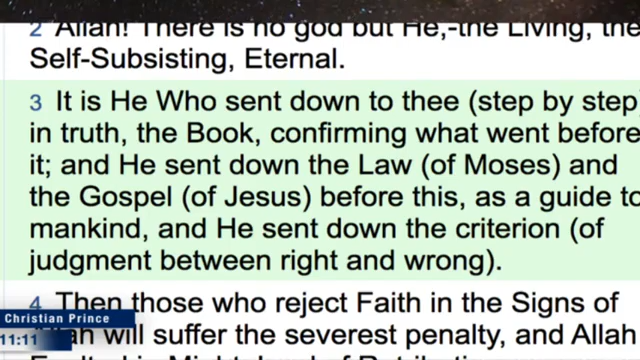 2 Allah! There is no god but He,-the Living, the
Self-Subsisting, Eternal.
3 It is He Who sent down to thee (step by step)
in truth, the Book, confirming what went before
it; and He sent down the Law (of Moses) and
the Gospel (of Jesus) before this, as a guide to
mankind, and He sent down the criterion (of
judgment between right and wrong).
4 Then those who reject Faith in the Signs of
will suffer the severest penalty, and Allah
Christian Prince
11:11